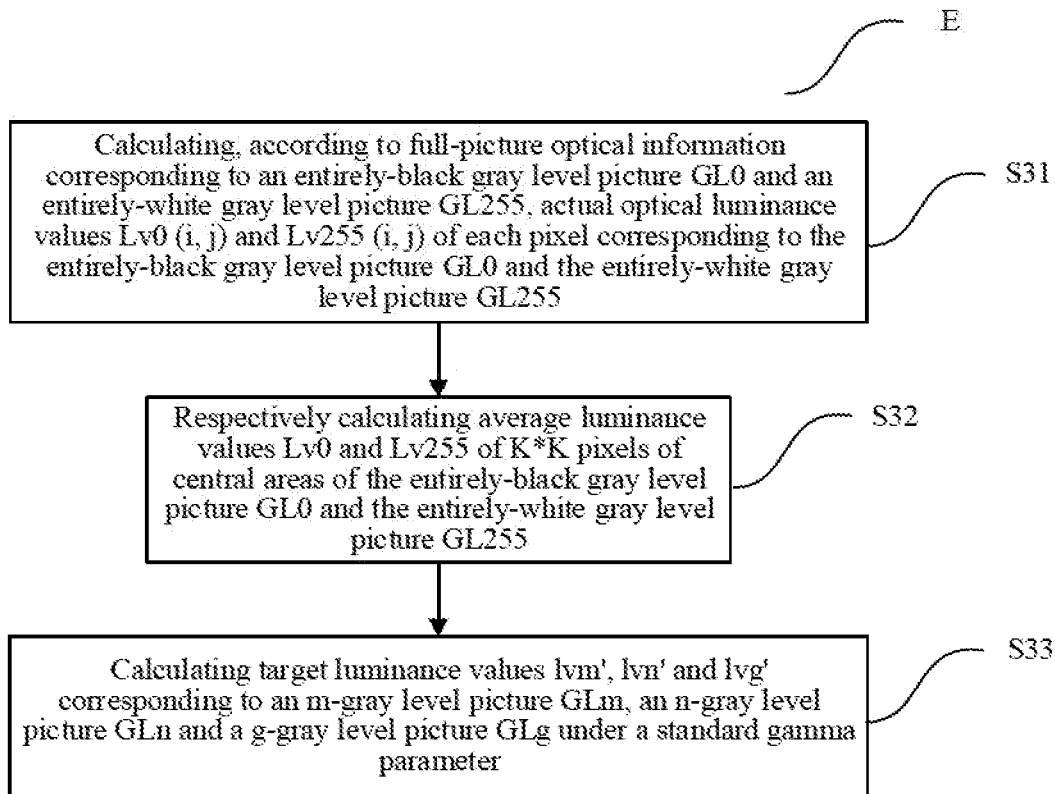 E
Calculating, according to full-picture optical information
corresponding to an entirely-black gray level picture GL0 and an
entirely-white gray level picture GL255, actual optical luminance
values Lv0 (i, j) and Lv255 (i, j) of each pixel corresponding to the
entirely-black gray level picture GL0 and the entirely-white gray
level picture GL255
S31
Respectively calculating average luminance
values Lv0 and Lv255 of K*K pixels of
central areas of the entirely-black gray level
picture GL0 and the entirely-white gray level
picture GL255
S32
Calculating target luminance values lvm', lvn' and lvg'
corresponding to an m-gray level picture GLm, an n-gray level
picture GLn and a g-gray level picture GLg under a standard gamma
parameter
S33